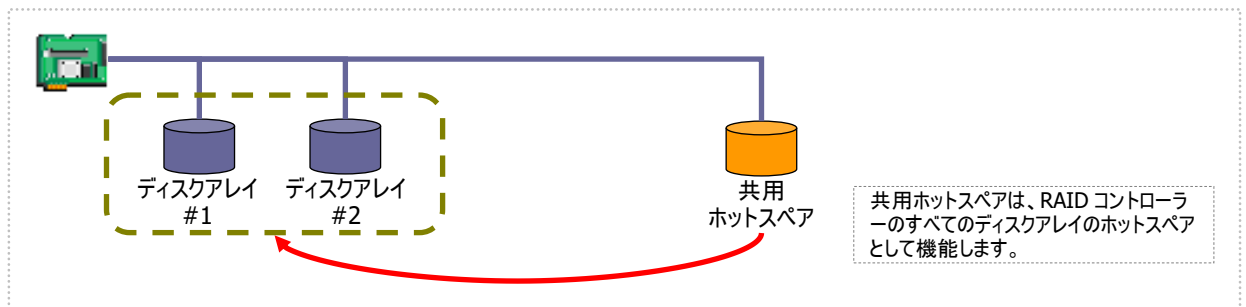 ディスクアレイ
#1
ディスクアレイ
#2
共用
ホットスペア
共用ホットスペアは、RAID コントローラ
ーのすべてのディスクアレイのホットスペア
として機能します。